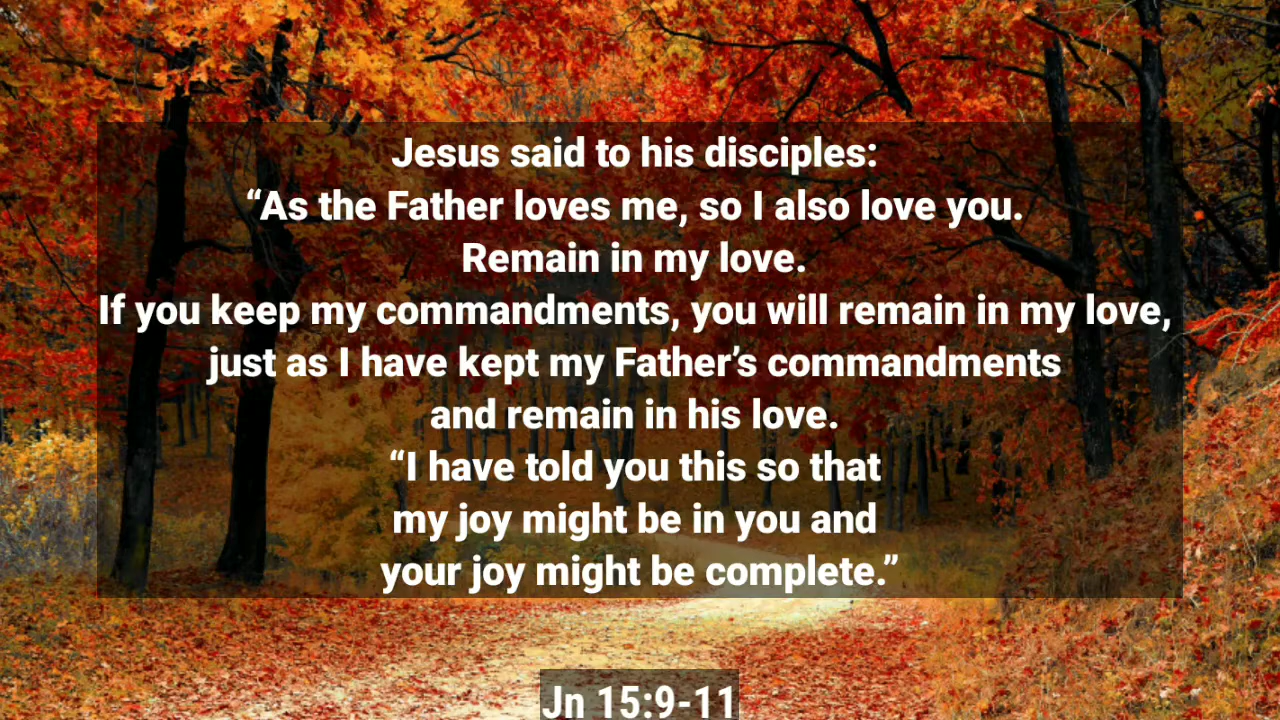 Jesus said to his disciples:
“As the Father loves me, so I also love you.
Remain in my love.
If you keep my commandments, you will remain in my love,
just as I have kept my Father’s commandments
and remain in his love.
“I have told you this so that
my joy might be in you and
your joy might be complete.”
Jn 15:9-11